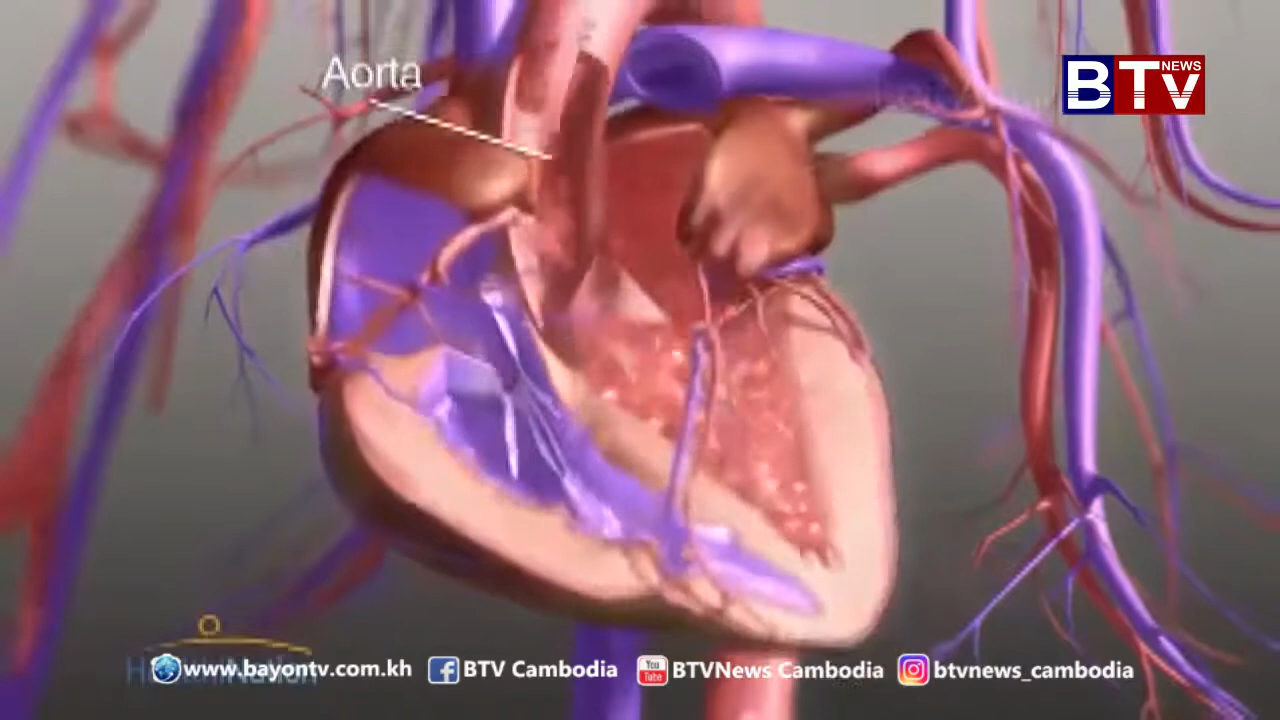 Aorta
BTV NEWS
www.bayontv.com.kh
BTV Cambodia
You Tube
BTVNews Cambodia
btvnews_cambodia